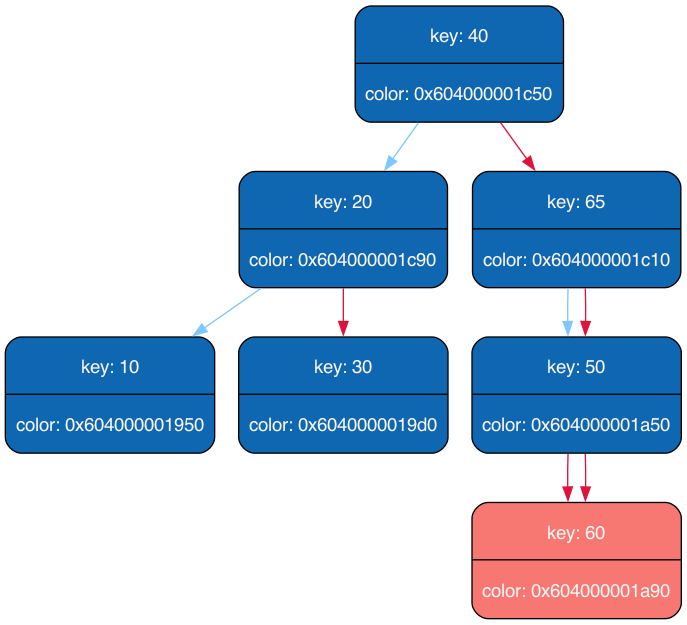 key: 40
color: 0x604000001c50
key: 20
color: 0x604000001c90
key: 65
color: 0x604000001c10
key: 10
color: 0x604000001950
key: 30
color: 0x6040000019d0
key: 50
color: 0x604000001a50
key: 60
color: 0x604000001a90